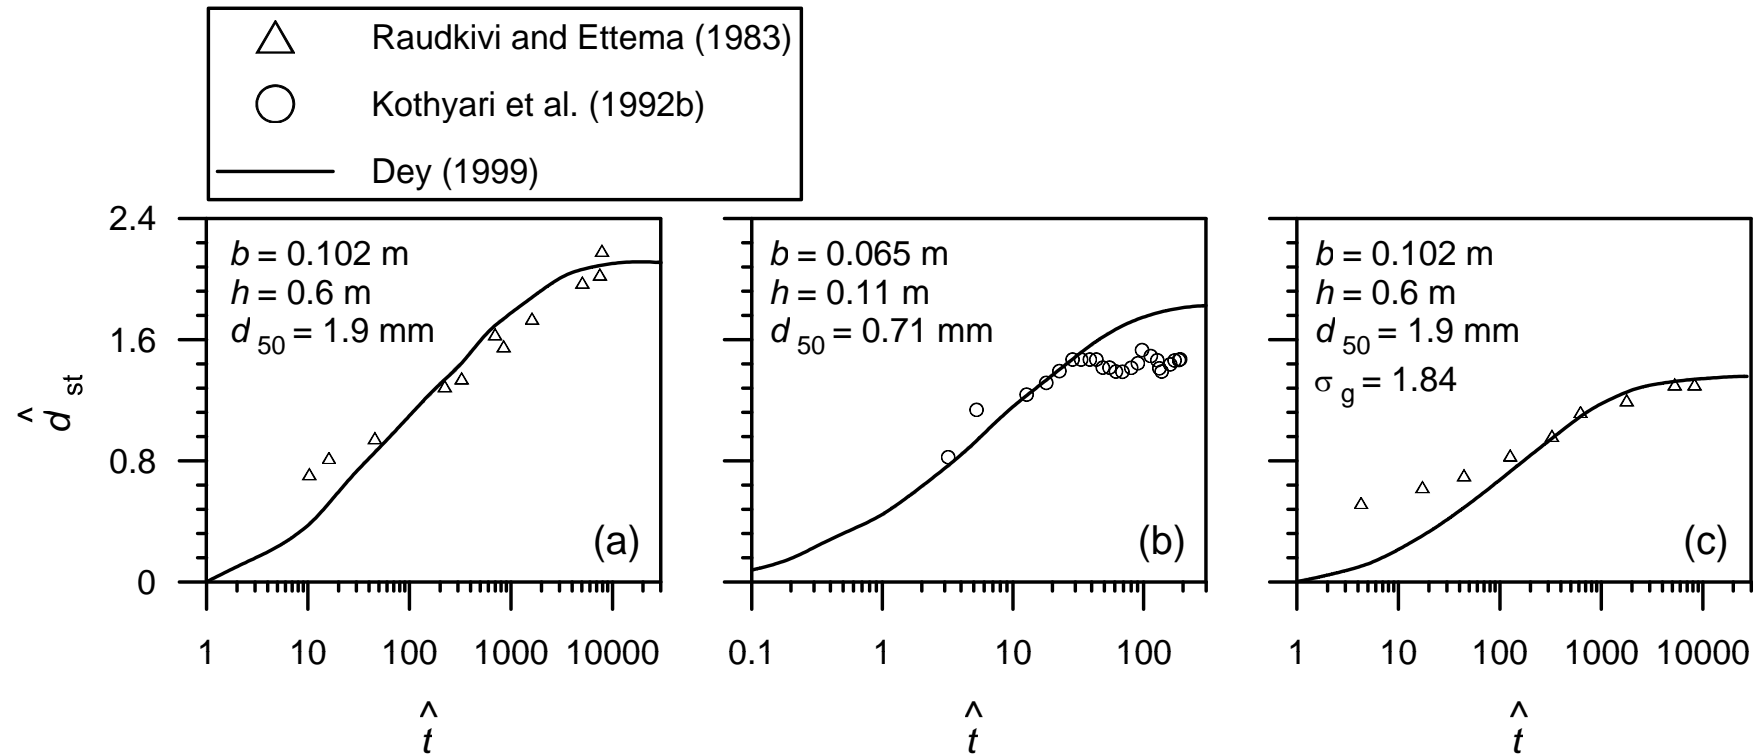 Raudkivi and Ettema (1983)
Kothyari et al. (1992b)
Dey (1999)
2.4
1.6
0.8
0
d̂ st
b = 0.102 m
h = 0.6 m
d 50 = 1.9 mm
(a)
1 10 100 1000 10000
t̂
b = 0.065 m
h = 0.11 m
d 50 = 0.71 mm
(b)
0.1 1 10 100
t̂
b = 0.102 m
h = 0.6 m
d 50 = 1.9 mm
σ g = 1.84
(c)
1 10 100 1000 10000
t̂